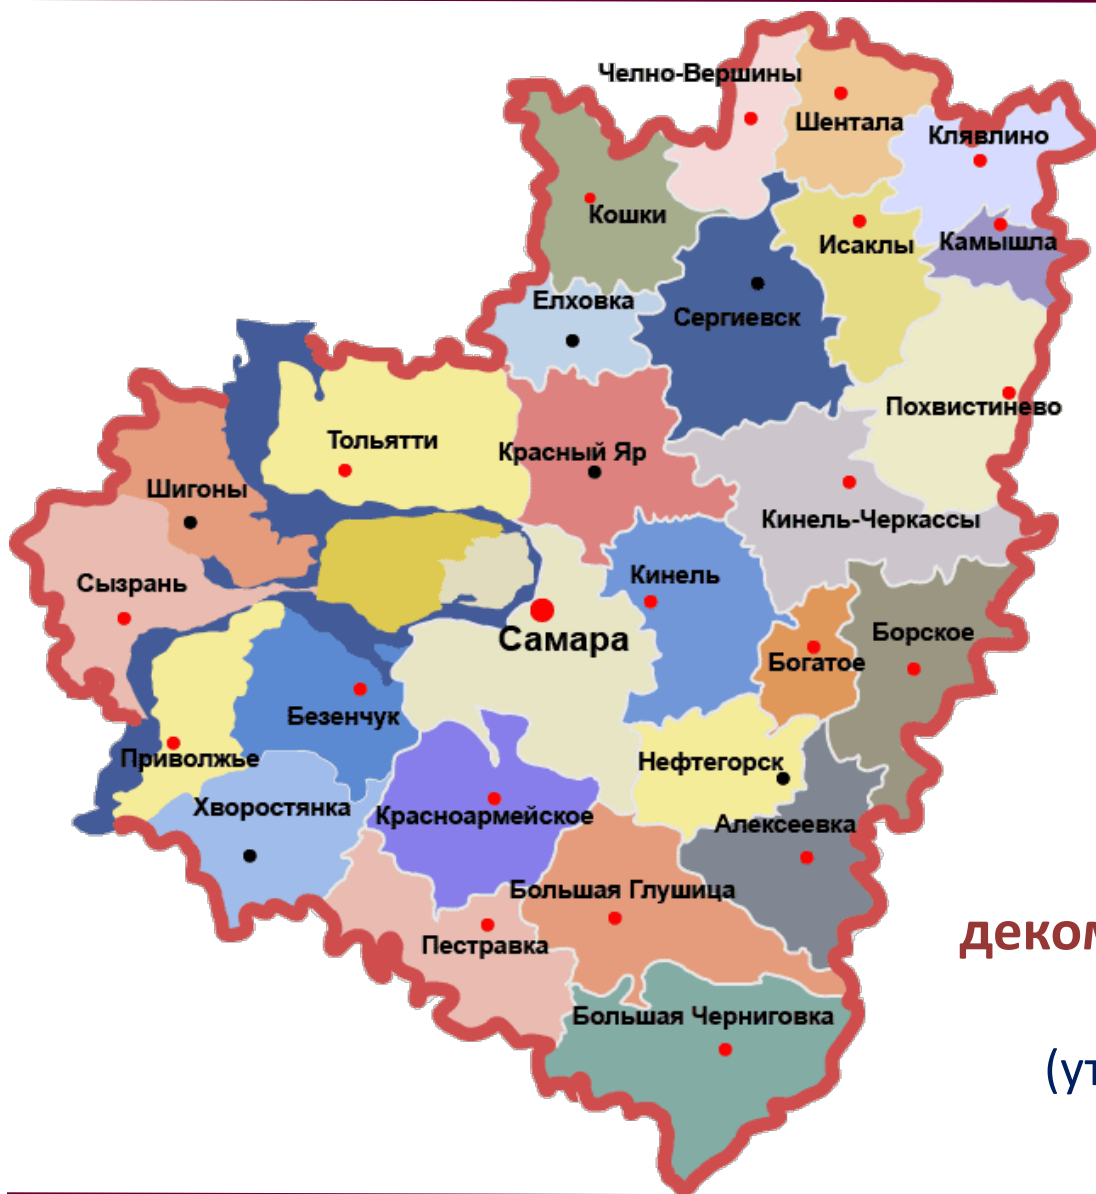 Челно-Вершины
Шентала
Клявлино
Кошки
Исаклы
Камышла
Елховка
Сергиевск
Похвистинево
Тольятти
Красный Яр
Шигоны
Кинель-Черкассы
Сызрань
Кинель
Самара
Богатое
Борское
Безенчук
Приволжье
Нефтегорск
Хворостянка
Красноармейское
Алексеевка
Большая Глушица
Пестравка
Большая Черниговка